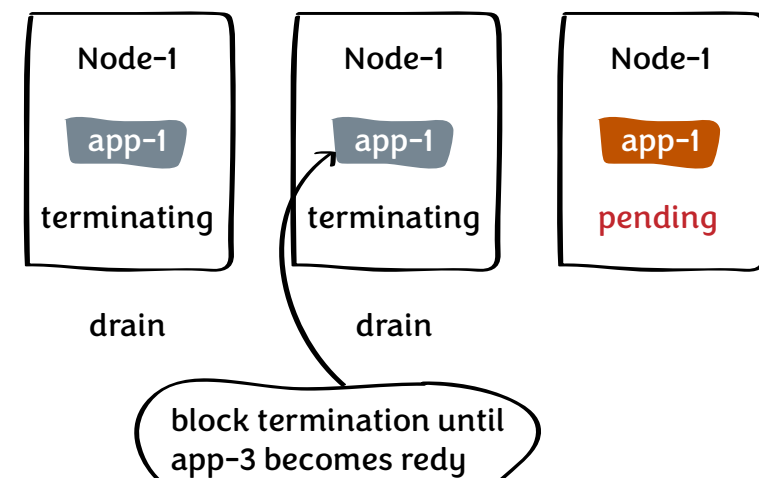 Node-1
app-1
terminating
drain
Node-1
app-1
terminating
drain
Node-1
app-1
pending
block termination until
app-3 becomes redy